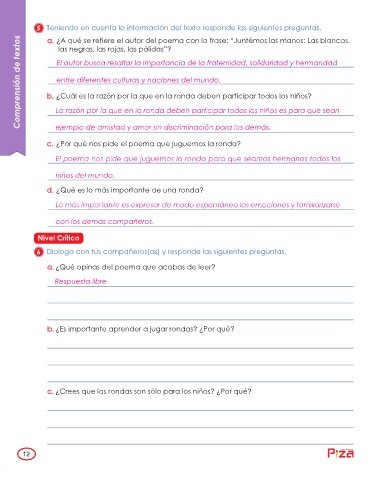 Comprensión de textos
5 Teniendo en cuenta la información del texto responde las siguientes preguntas.
a. ¿A qué se refiere el autor del poema con la frase: “Juntémos las manos: Las blancas,
las negras, las rojas, las pálidas”?
El autor busca resaltar la importancia de la fraternidad, solidaridad y hermandad
entre diferentes culturas y naciones del mundo.
b. ¿Cuál es la razón por la que en la ronda deben participar todos los niños?
La razón por la que en la ronda deben participar todos los niños es para que sean
ejemplo de amistad y amor sin discriminación para los demás.
c. ¿Por qué nos pide el poema que juguemos la ronda?
El poema nos pide que juguemos la ronda para que seamos hermanos todos los
niños del mundo.
d. ¿Qué es lo más importante de una ronda?
Lo más importante es expresar de modo espontáneo las emociones y familiarizarse
con los demás compañeros.
Nivel Crítico
6 Dialoga con tus compañeros(as) y responde las siguientes preguntas.
a. ¿Qué opinas del poema que acabas de leer?
Respuesta libre
b. ¿Es importante aprender a jugar rondas? ¿Por qué?
c. ¿Crees que las rondas son sólo para los niños? ¿Por qué?
12